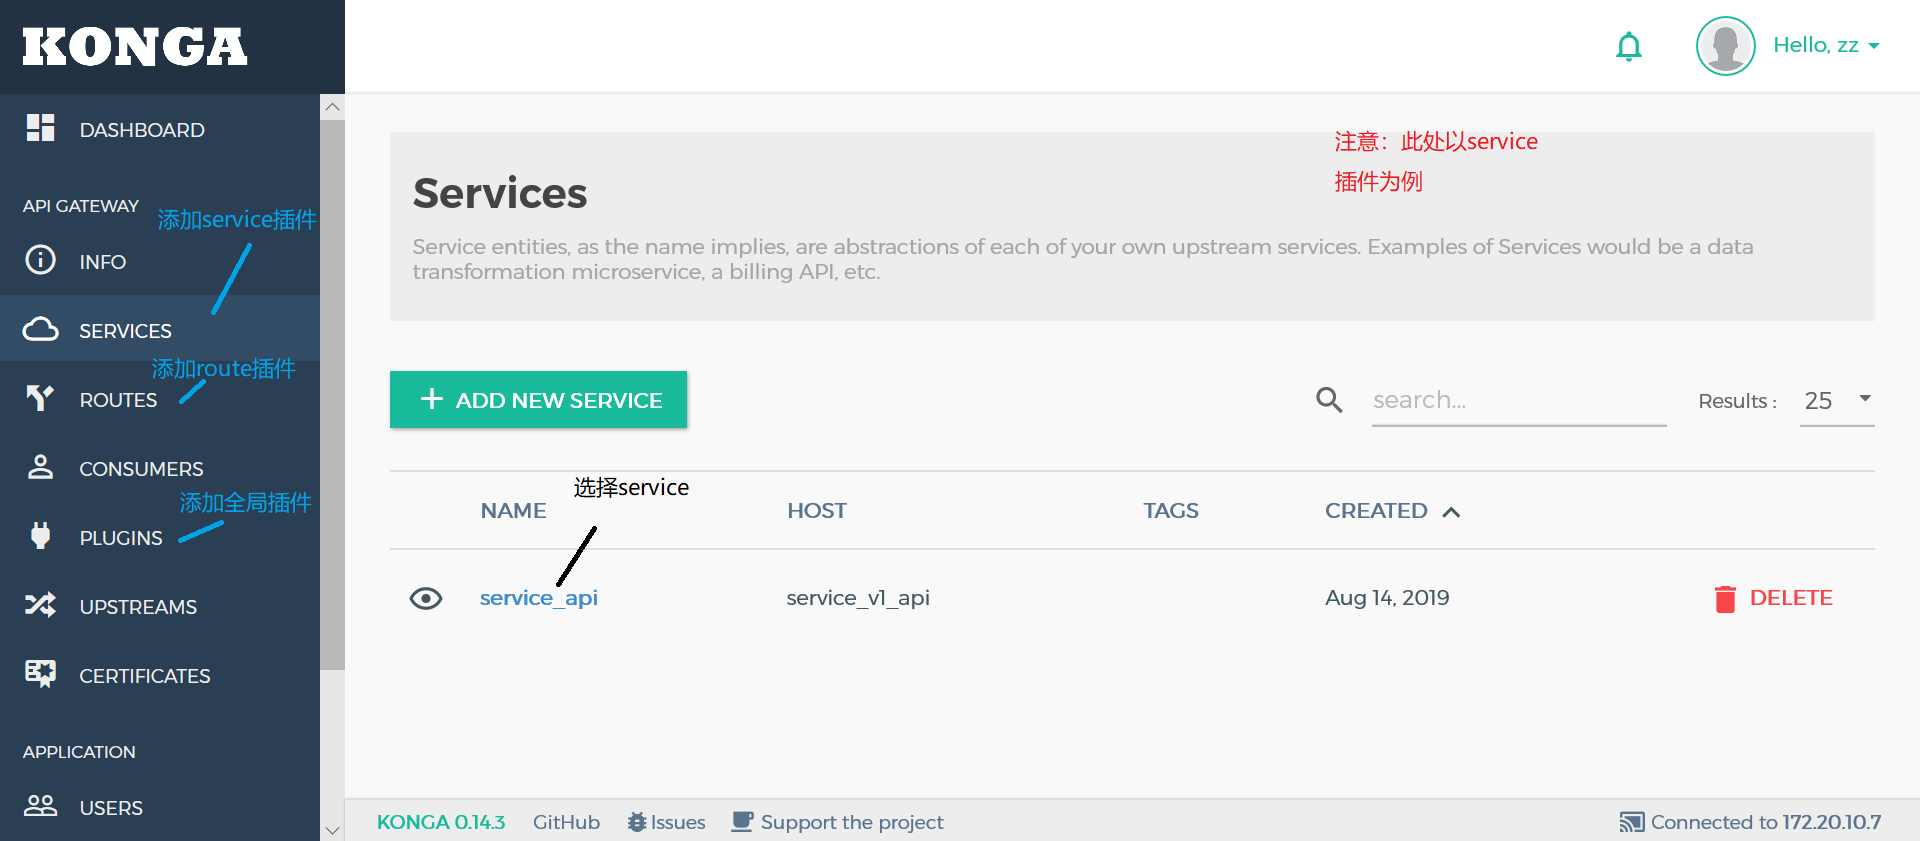 KONGA
Hello, zz
DASHBOARD
API GATEWAY
添加service插件
INFO
SERVICES
添加route插件
ROUTES
CONSUMERS
添加全局插件
PLUGINS
UPSTREAMS
CERTIFICATES
APPLICATION
USERS
注意：此处以service
插件为例
Services
Service entities, as the name implies, are abstractions of each of your own upstream services. Examples of Services would be a data
transformation microservice, a billing API, etc.
+ ADD NEW SERVICE
search...
Results : 25
选择service
NAME HOST TAGS CREATED
service_api service_v1_api Aug 14, 2019 DELETE
KONGA 0.14.3 GitHub Issues Support the project Connected to 172.20.10.7